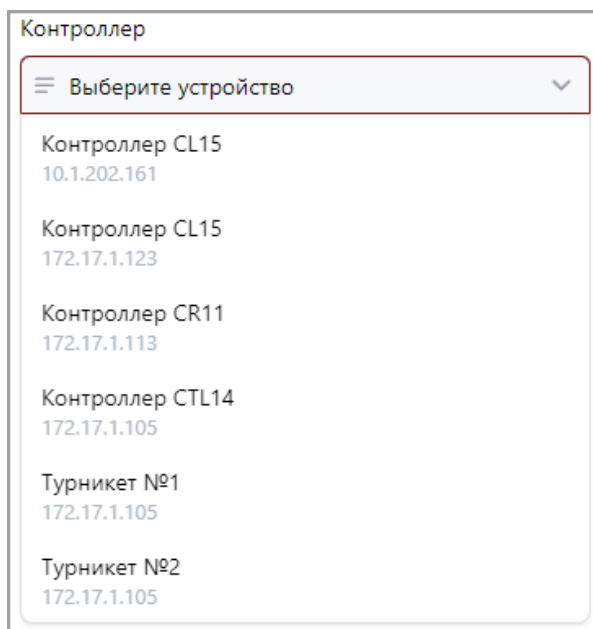 Контроллер
Выберите устройство
Контроллер CL15
10.1.202.161
Контроллер CL15
172.17.1.123
Контроллер CR11
172.17.1.113
Контроллер CTL14
172.17.1.105
Турникет №1
172.17.1.105
Турникет №2
172.17.1.105